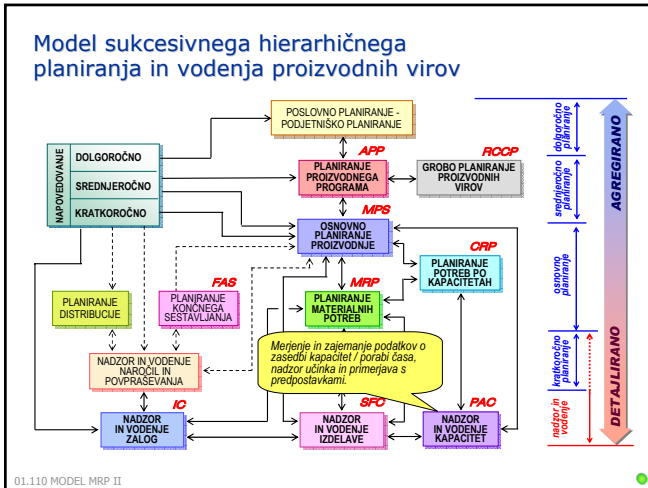 Model sukcesivnega hierarhičnega
planiranja in vodenja proizvodnih virov
POSLOVNO PLANIRANJE -
PODJETNIŠKO PLANIRANJE
NAPOVEDOVANJE
DOLGOROČNO
SREDNJEROČNO
KRATKOROČNO
APP
PLANIRANJE
PROIZVODNEGA
PROGRAMA
RCCP
GROBO PLANIRANJE
PROIZVODNIH
VIROV
MPS
OSNOVNO
PLANIRANJE
PROIZVODNJE
CRP
PLANIRANJE
POTREB PO
KAPACITETAH
PLANIRANJE
DISTRIBUCIJE
FAS
PLANIRANJE
KONČNEGA
SESTAVLJANJA
MRP
PLANIRANJE
MATERIALNIH
POTREB
Merjenje in zajemanje podatkov o
zasedbi kapacitet / porabi časa,
nadzor učinka in primerjava s
predpostavkami.
NADZOR IN VODENJE
NAROČIL IN
POVPRAŠEVANJA
IC
NADZOR
IN VODENJE
ZALOG
SFC
NADZOR
IN VODENJE
IZDELAVE
PAC
NADZOR
IN VODENJE
KAPACITET
dolgoročno
planiranje
srednjeročno
planiranje
osnovno
planiranje
kratkoročno
planiranje
nadzor in
vodenje
AGREGIRANO
DETAJLIRANO
01.110 MODEL MRP II